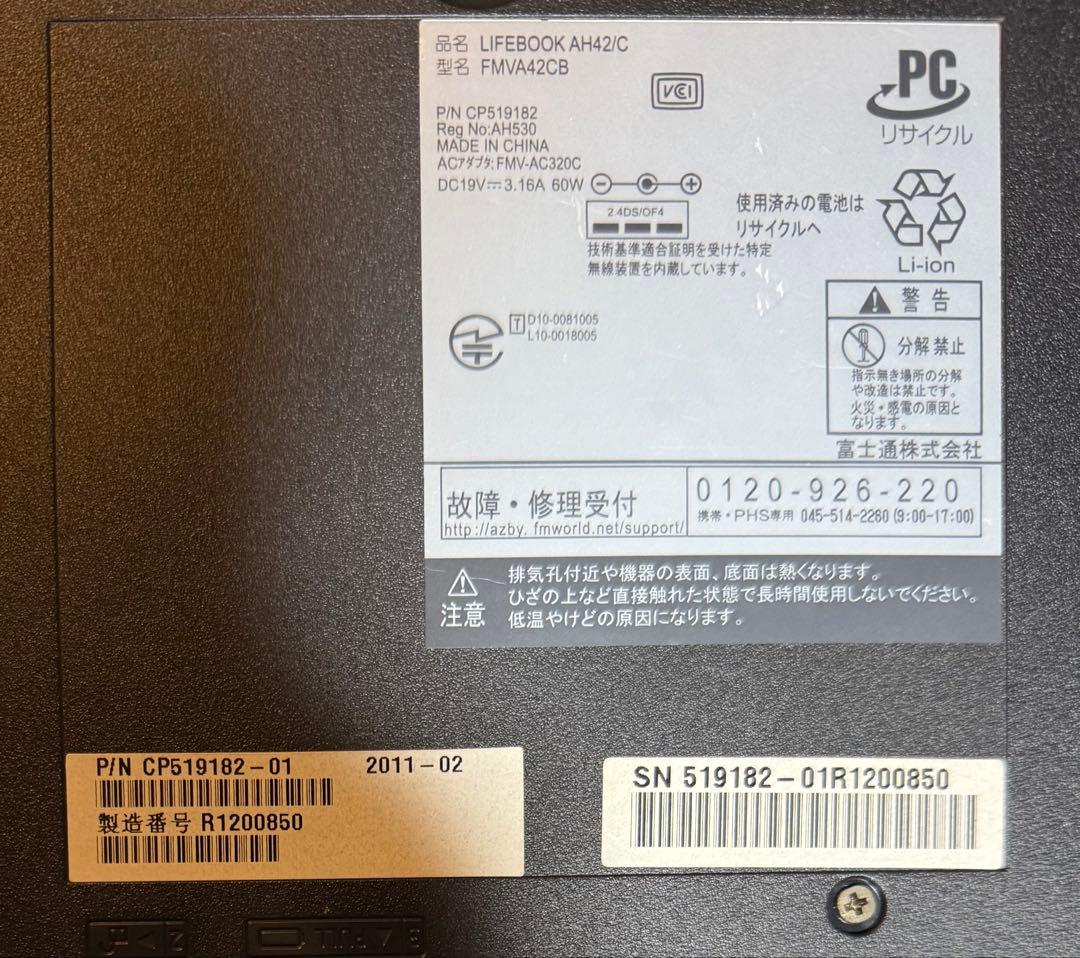 品名 LIFEBOOK AH42/C
型名 FMVA42CB
VCI
PC
リサイクル
P/N CP519182
Reg No:AH530
MADE IN CHINA
ACアダプタ:FMV-AC320C
DC19V⎓3.16A 60W
2.4DS/OF4
使用済みの電池は
リサイクルへ
Li-ion
技術基準適合証明を受けた特定
無線装置を内蔵しています。
T D10-0081005
L10-0018005
警告
分解禁止
指示無き場所の分解
や改造は禁止です。
火災・感電の原因と
なります。
富士通株式会社
故障・修理受付
http://azby.fmworld.net/support/
0120-926-220
携帯・PHS専用 045-514-2260 (9:00-17:00)
注意
排気孔付近や機器の表面、底面は熱くなります。
ひざの上など直接触れた状態で長時間使用しないでください。
低温やけどの原因になります。
P/N CP519182-01 2011-02
製造番号 R1200850
SN 519182-01R1200850